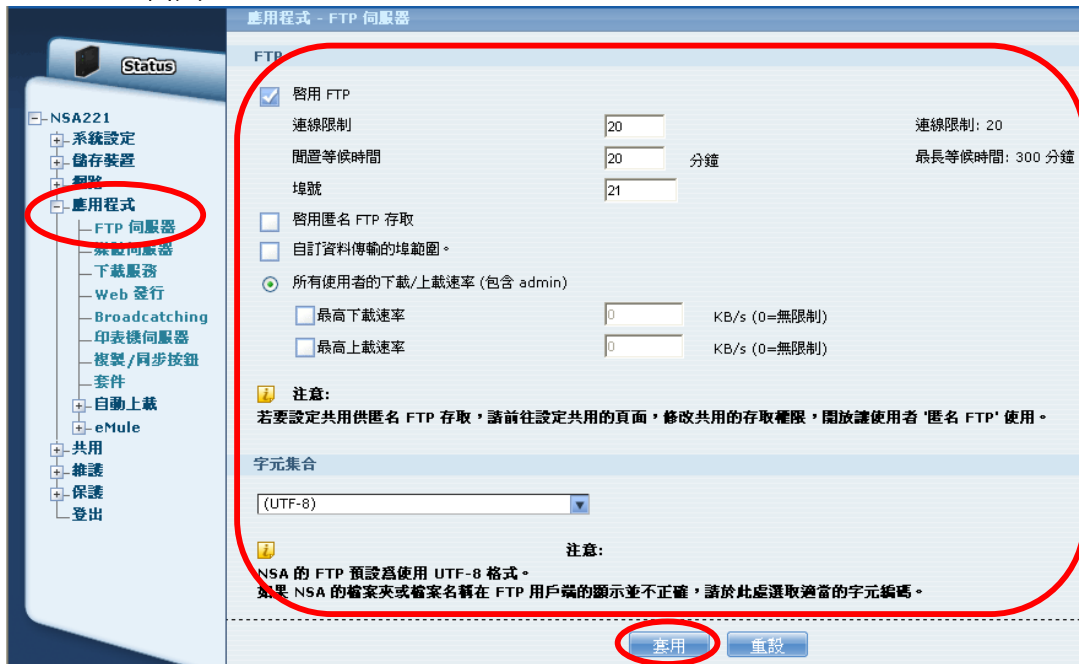 應用程式 - FTP 伺服器
Status
NSA221
系統設定
儲存裝置
網路
應用程式
FTP 伺服器
媒體伺服器
下載服務
Web 發行
Broadcatching
印表機伺服器
複製/同步按鈕
套件
自動上載
eMule
共用
維護
保護
登出
FTP
啓用 FTP
連線限制 20 連線限制: 20
閒置等候時間 20 分鐘 最長等候時間: 300 分鐘
埠號 21
啓用匿名 FTP 存取
自訂資料傳輸的埠範圍。
所有使用者的下載/上載速率 (包含 admin)
最高下載速率 0 KB/s (0=無限制)
最高上載速率 0 KB/s (0=無限制)
注意:
若要設定共用供匿名 FTP 存取，請前往設定共用的頁面，修改共用的存取權限，開放讓使用者 '匿名 FTP' 使用。
字元集合
(UTF-8)
注意:
NSA 的 FTP 預設爲使用 UTF-8 格式。
如果 NSA 的檔案夾或檔案名稱在 FTP 用戶端的顯示並不正確，請於此處選取適當的字元編碼。
套用 重設